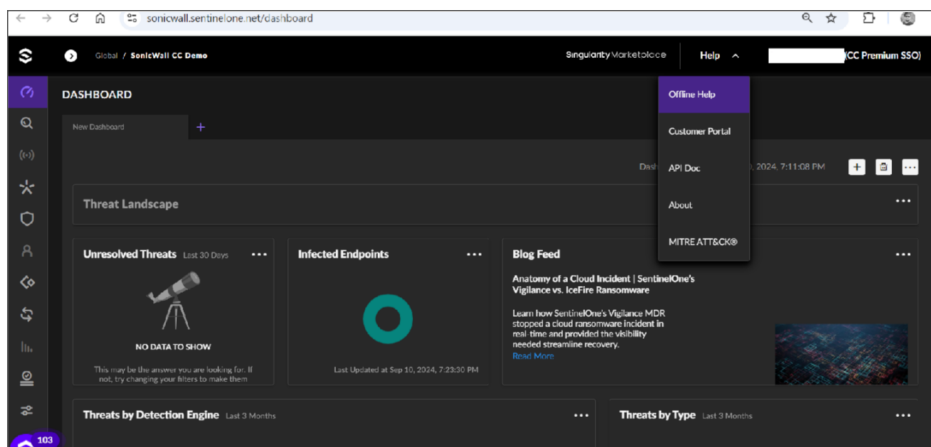 sonicwall.sentinelone.net/dashboard
Global / SonicWall CC Demo
Singularity Marketplace
Help
(CC Premium SSO)
DASHBOARD
Offline Help
New Dashboard
+
Customer Portal
API Doc
2024, 7:11:08 PM
About
Threat Landscape
MITRE ATT&CK®
Unresolved Threats Last 30 Days
Infected Endpoints
Blog Feed
Anatomy of a Cloud Incident | SentinelOne's
Vigilance vs. IceFire Ransomware
Learn how SentinelOne's Vigilance MDR
stopped a cloud ransomware incident in
real-time and provided the visibility
needed streamline recovery.
Read More
NO DATA TO SHOW
This may be the answer you are looking for. If
not, try changing your filters to make them
Last Updated at Sep 10, 2024, 7:23:30 PM
Threats by Detection Engine Last 3 Months
Threats by Type Last 3 Months
103